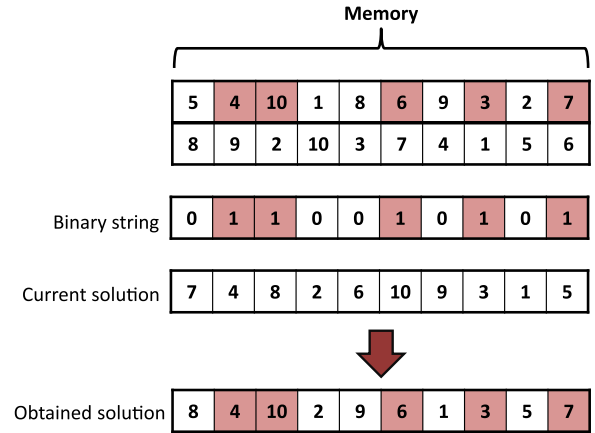 Memory
5 4 10 1 8 6 9 3 2 7
8 9 2 10 3 7 4 1 5 6
Binary string 0 1 1 0 0 1 0 1 0 1
Current solution 7 4 8 2 6 10 9 3 1 5
Obtained solution 8 4 10 2 9 6 1 3 5 7